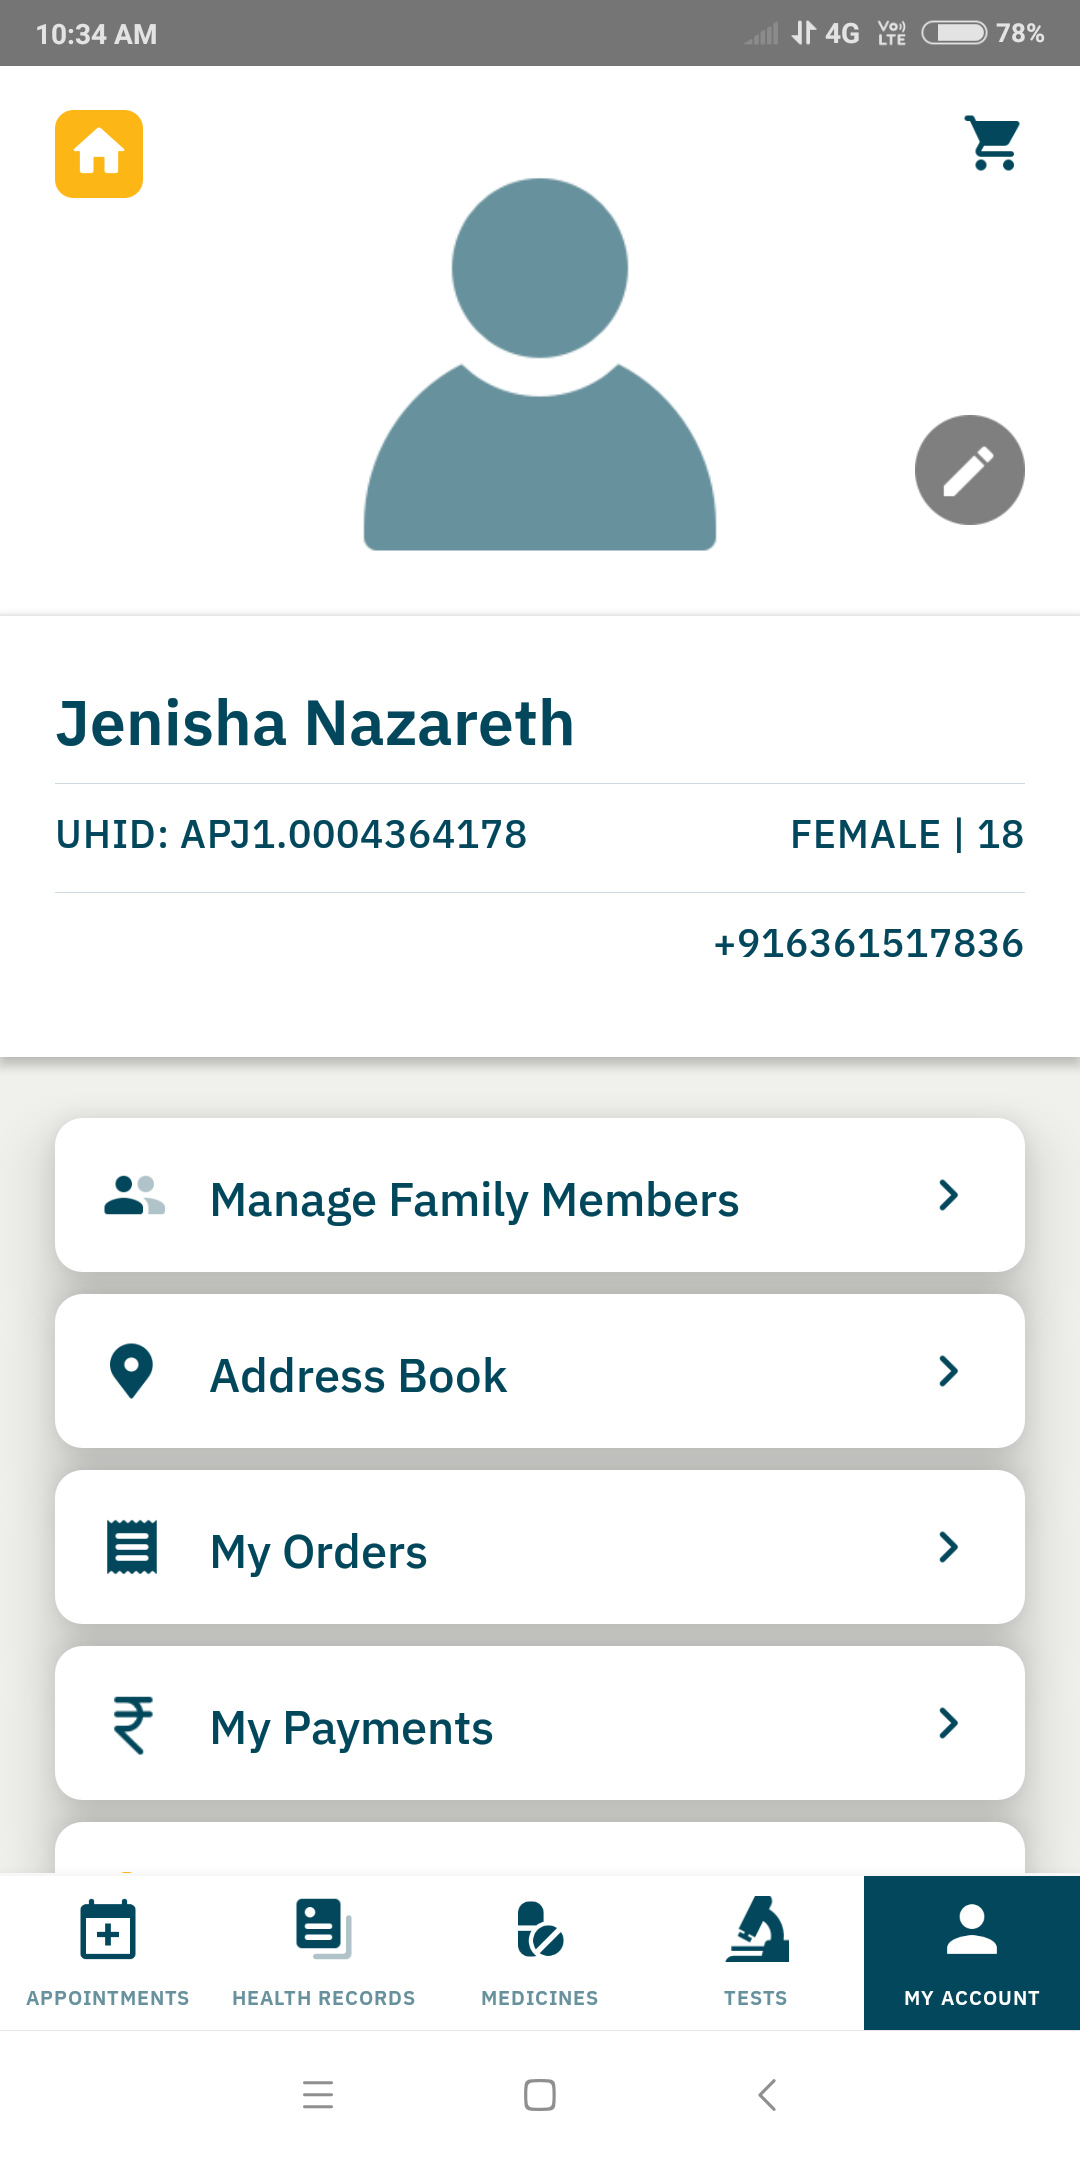 10:34 AM 4G Vo) LTE 78%
Jenisha Nazareth
UHID: APJ1.0004364178 FEMALE | 18
+916361517836
Manage Family Members
Address Book
My Orders
₹ My Payments
APPOINTMENTS HEALTH RECORDS MEDICINES TESTS MY ACCOUNT